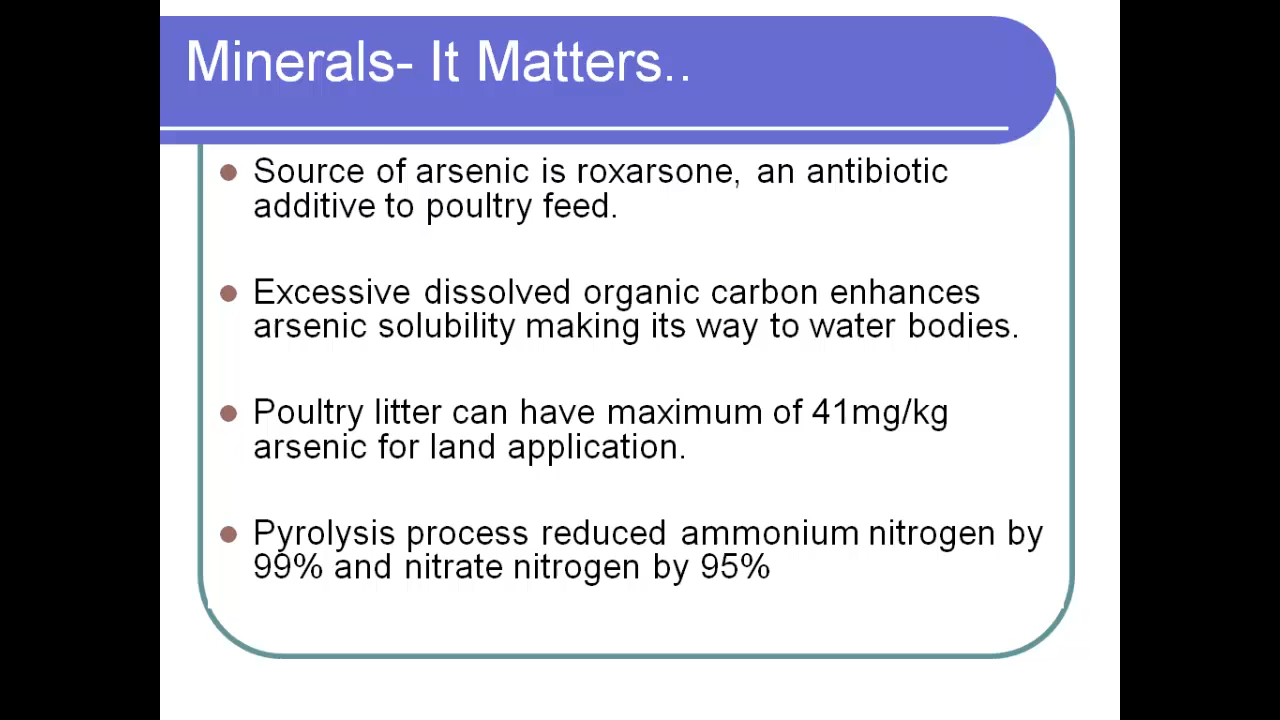 Minerals- It Matters..
Source of arsenic is roxarsone, an antibiotic
additive to poultry feed.
Excessive dissolved organic carbon enhances
arsenic solubility making its way to water bodies.
Poultry litter can have maximum of 41mg/kg
arsenic for land application.
Pyrolysis process reduced ammonium nitrogen by
99% and nitrate nitrogen by 95%